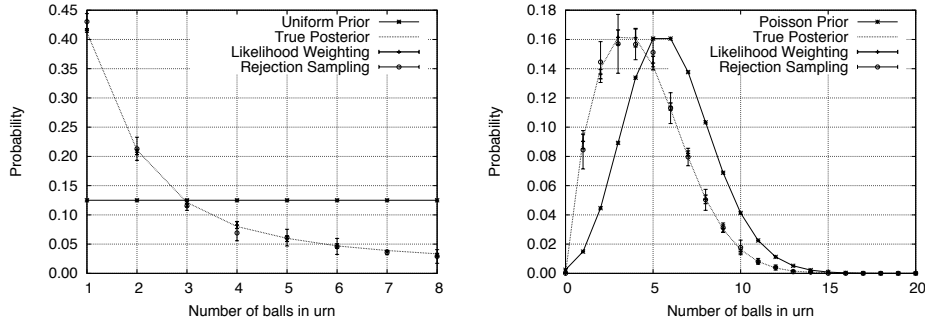 Uniform Prior
True Posterior
Likelihood Weighting
Rejection Sampling
0.45
0.40
0.35
0.30
0.25
0.20
0.15
0.10
0.05
0.00
Probability
1 2 3 4 5 6 7 8
Number of balls in urn
Poisson Prior
True Posterior
Likelihood Weighting
Rejection Sampling
0.18
0.16
0.14
0.12
0.10
0.08
0.06
0.04
0.02
0.00
Probability
0 5 10 15 20
Number of balls in urn